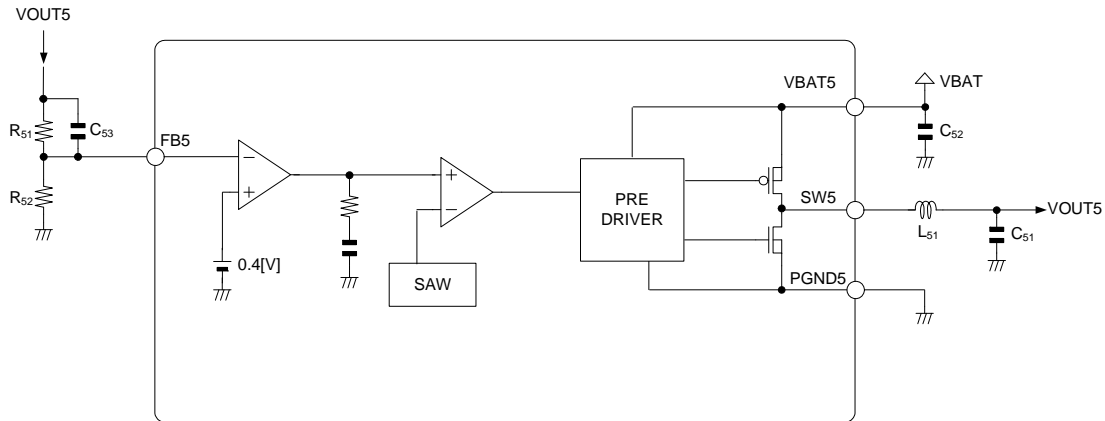 VOUT5
R51
C53
FB5
R52
−
+
0.4[V]
+
−
SAW
PRE
DRIVER
VBAT5
VBAT
C52
SW5
L51
VOUT5
C51
PGND5